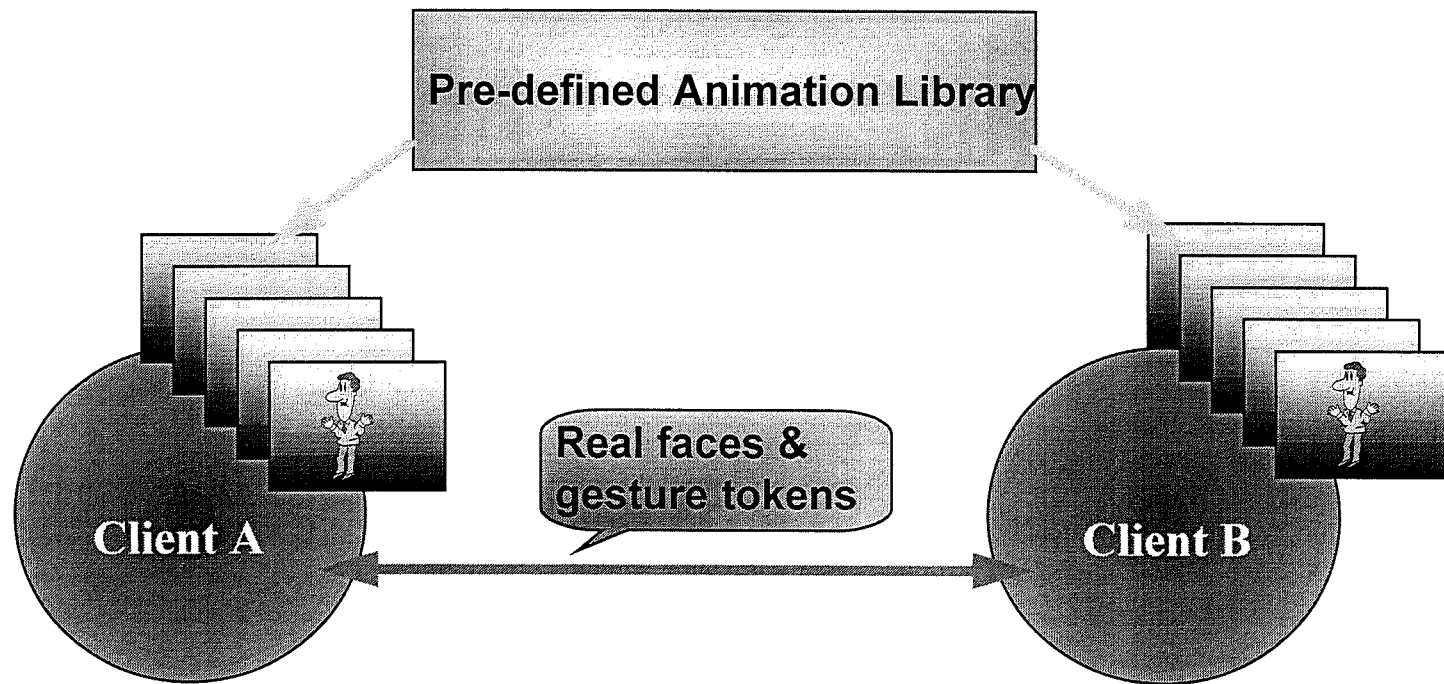 Pre-defined Animation Library
Real faces &
gesture tokens
Client A
Client B